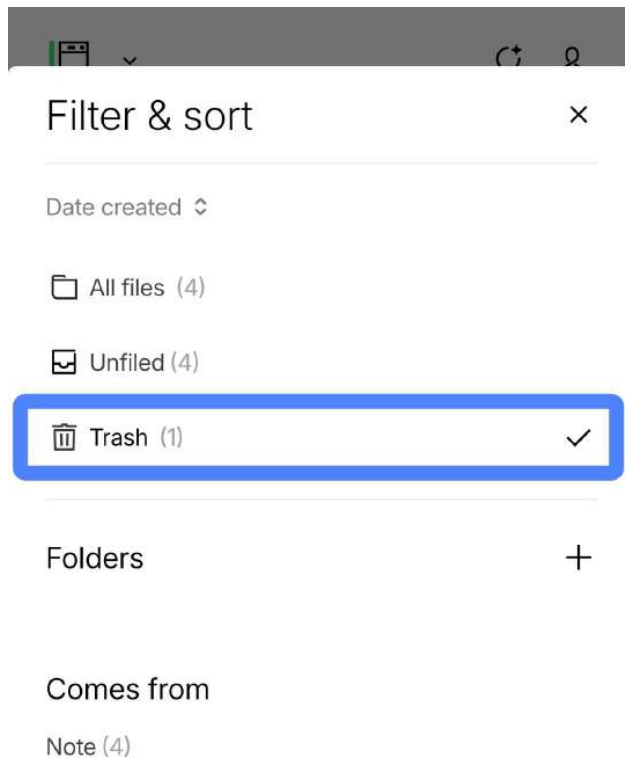 Filter & sort
Date created
All files (4)
Unfiled (4)
Trash (1)
Folders
Comes from
Note (4)